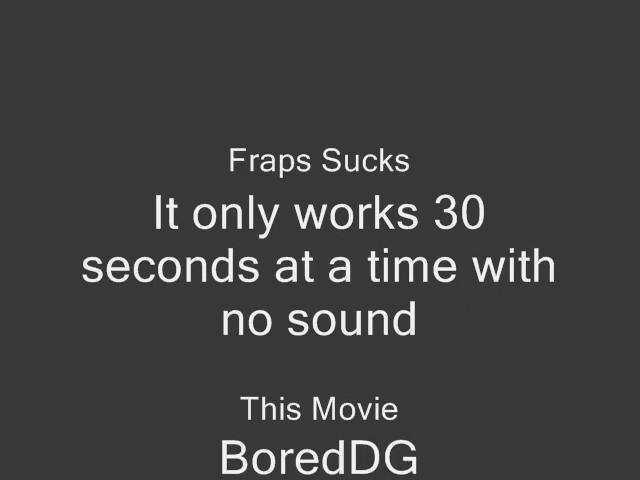 Fraps Sucks
It only works 30
seconds at a time with
no sound
This Movie
BoredDG